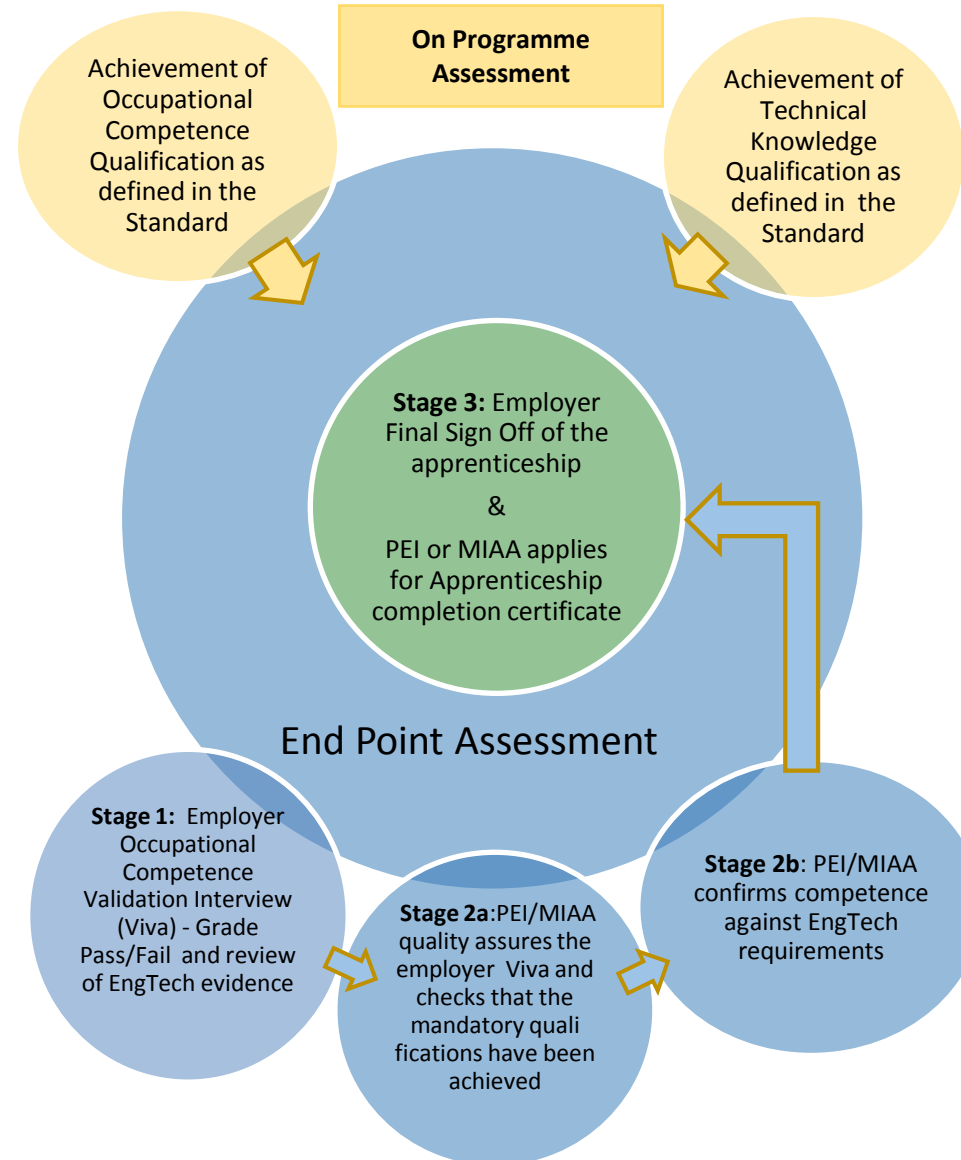 On Programme
Assessment
Achievement of
Occupational
Competence
Qualification as
defined in the
Standard
Achievement of
Technical
Knowledge
Qualification as
defined in the
Standard
Stage 3: Employer
Final Sign Off of the
apprenticeship
&
PEI or MIAA applies
for Apprenticeship
completion certificate
End Point Assessment
Stage 1: Employer
Occupational
Competence
Validation Interview
(Viva) - Grade
Pass/Fail and review
of EngTech evidence
Stage 2a:PEI/MIAA
quality assures the
employer Viva and
checks that the
mandatory quali
fications have been
achieved
Stage 2b: PEI/MIAA
confirms competence
against EngTech
requirements